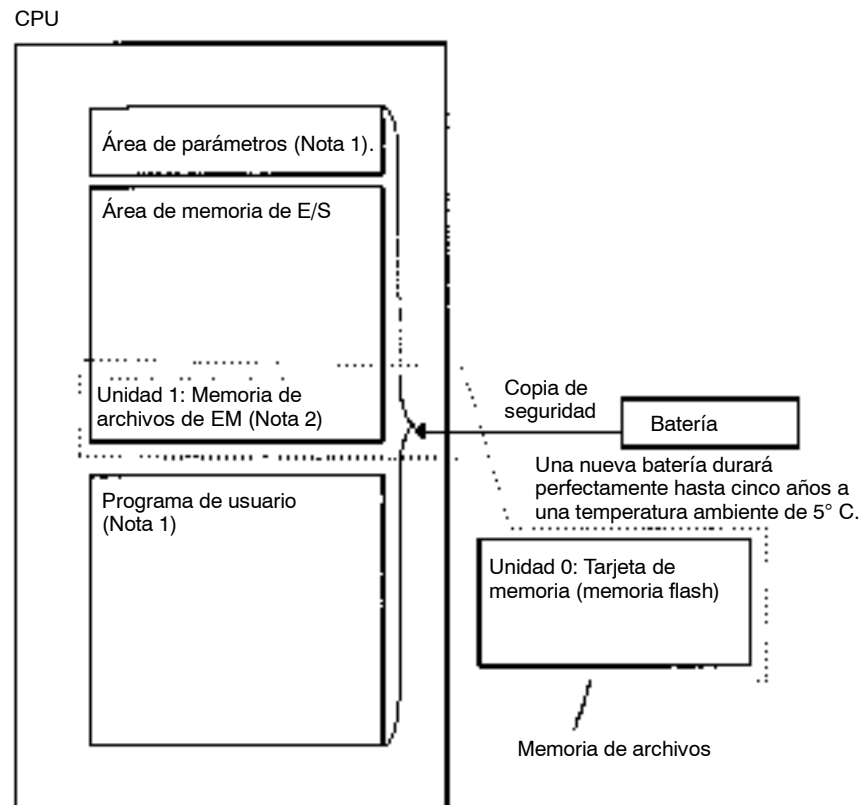 CPU
Área de parámetros (Nota 1).
Área de memoria de E/S
Unidad 1: Memoria de
archivos de EM (Nota 2)
Programa de usuario
(Nota 1)
Copia de
seguridad
Batería
Una nueva batería durará
perfectamente hasta cinco años a
una temperatura ambiente de 5° C.
Unidad 0: Tarjeta de
memoria (memoria flash)
Memoria de archivos